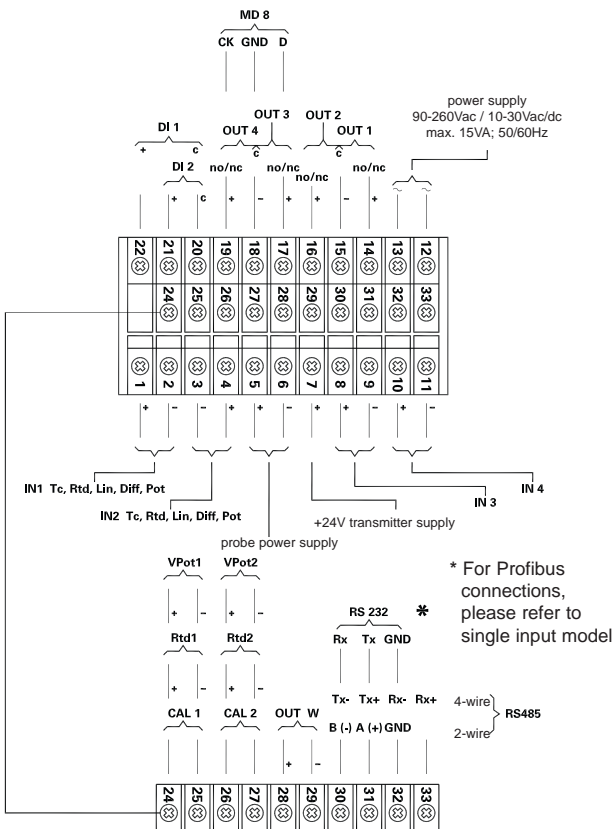 MD 8
CK GND D
OUT 3 OUT 2
OUT 4 OUT 1
c c
power supply
90-260Vac / 10-30Vac/dc
max. 15VA; 50/60Hz
DI 1
+ c
DI 2
no/nc no/nc no/nc no/nc
+ c + – + + – + ~ ~
22 21 20 19 18 17 16 15 14 13 12
24 25 26 27 28 29 30 31 32 33
1 2 3 4 5 6 7 8 9 10 11
+ – – + + – + + – + –
IN1 Tc, Rtd, Lin, Diff, Pot
IN 4
IN 3
IN2 Tc, Rtd, Lin, Diff, Pot
+24V transmitter supply
probe power supply
VPot1 VPot2
+ – + –
Rtd1 Rtd2
+ – + –
CAL 1 CAL 2 OUT W
+ –
* For Profibus
connections,
please refer to
single input model
RS 232 *
Rx Tx GND
Tx- Tx+ Rx- Rx+ 4-wire
RS485
B (-) A (+) GND 2-wire
24 25 26 27 28 29 30 31 32 33